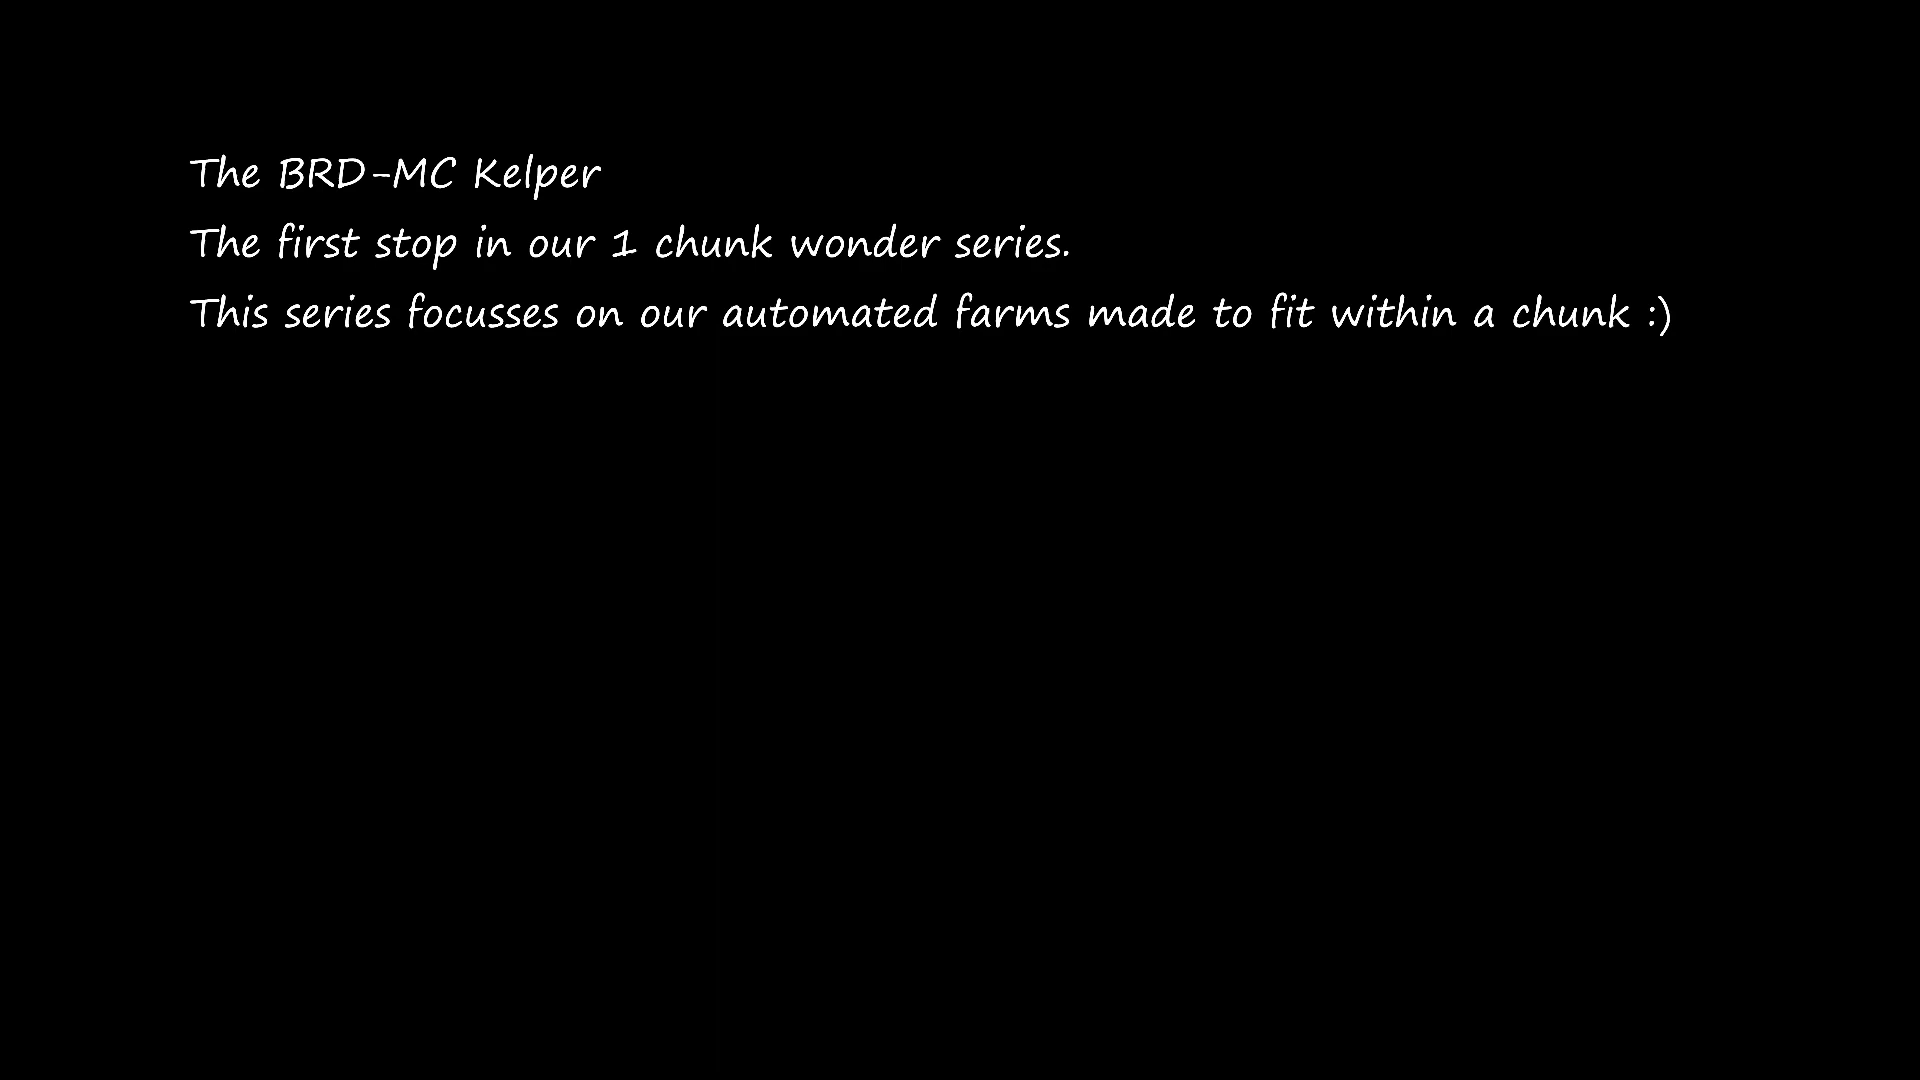 The BRD-MC Kelper
The first stop in our 1 chunk wonder series.
This series focusses on our automated farms made to fit within a chunk :)